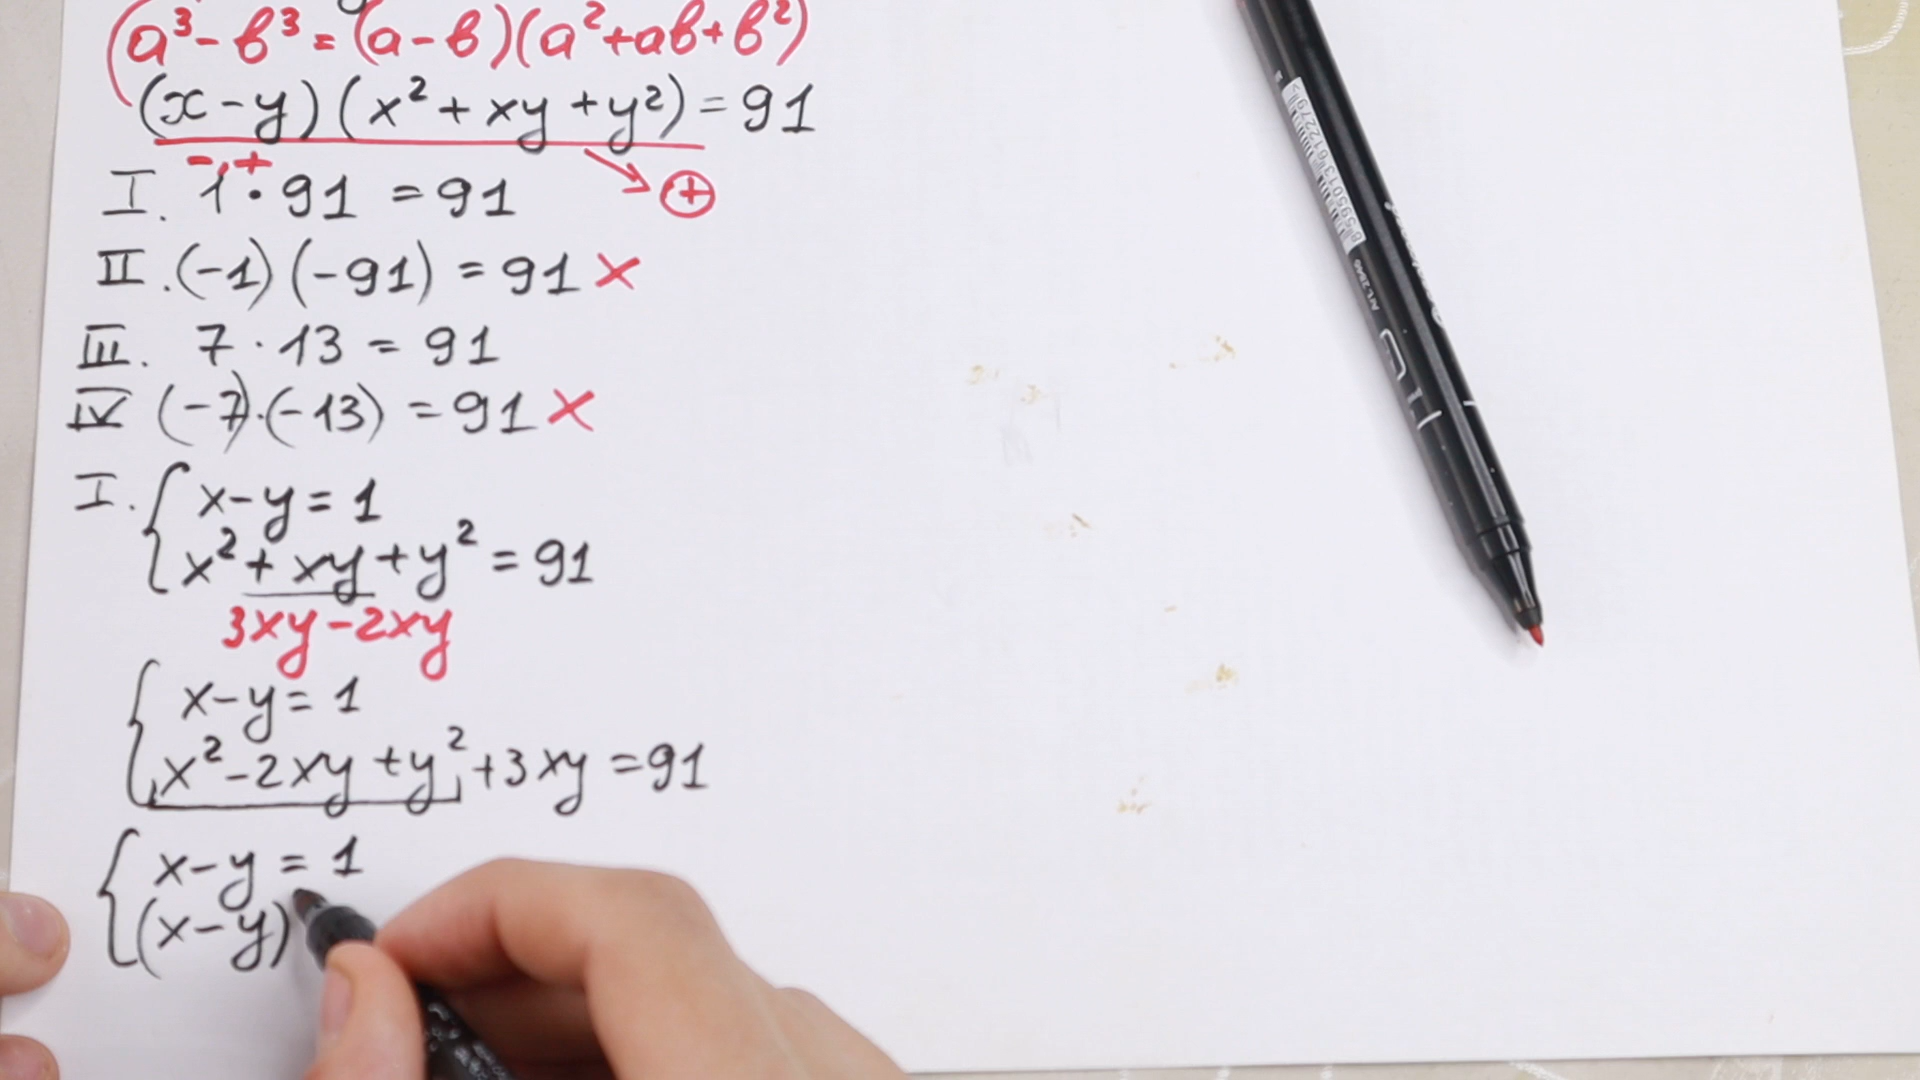 (a³-b³=(a-b)(a²+ab+b²)
(x-y)(x²+xy+y²)=91
-,+
I. 1·91=91 (+)
II.(-1)(-91)=91 x
III. 7·13=91
IV (-7)·(-13)=91 x
I. { x-y=1
x²+xy+y²=91
3xy-2xy
{ x-y=1
x²-2xy+y²+3xy=91
{ x-y=1
(x-y)